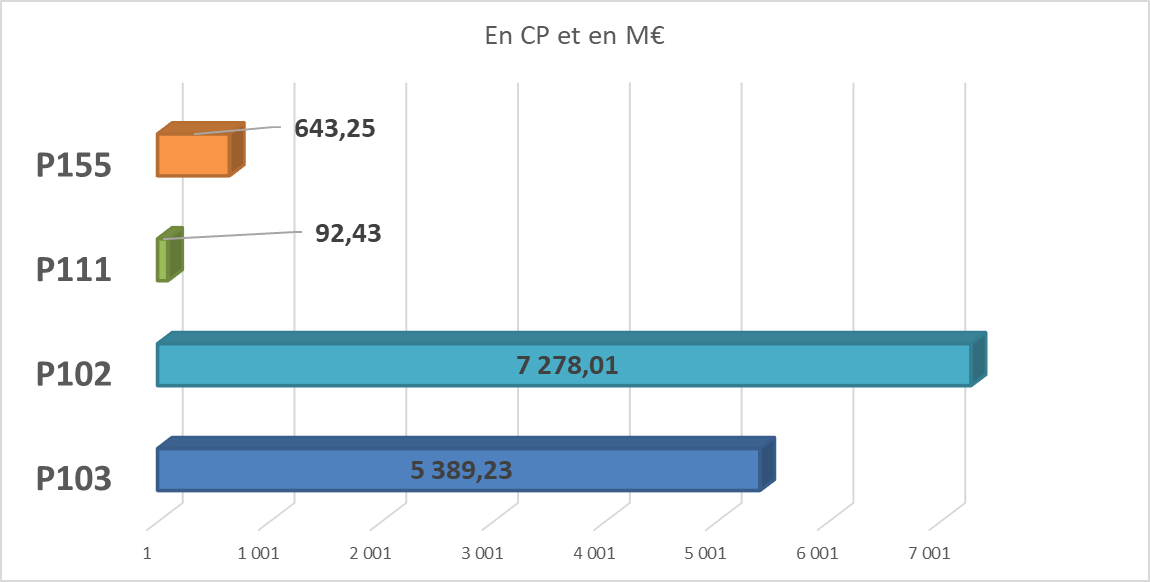 En CP et en M€
P155 643,25
P111 92,43
P102 7 278,01
P103 5 389,23
1 1 001 2 001 3 001 4 001 5 001 6 001 7 001